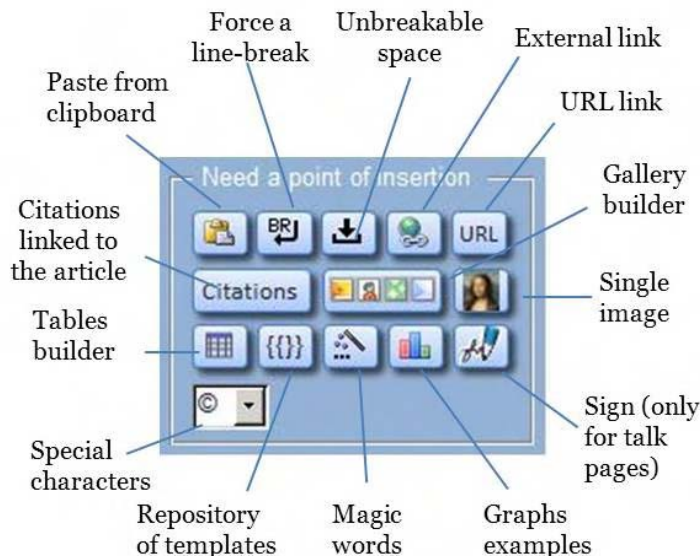 Force a
line-break
Unbreakable
space
External link
Paste from
clipboard
URL link
Need a point of insertion
Gallery
builder
BR
URL
Citations
linked to
the article
Citations
Single
image
Tables
builder
{{}}
©
Sign (only
for talk
pages)
Special
characters
Repository
of templates
Magic
words
Graphs
examples